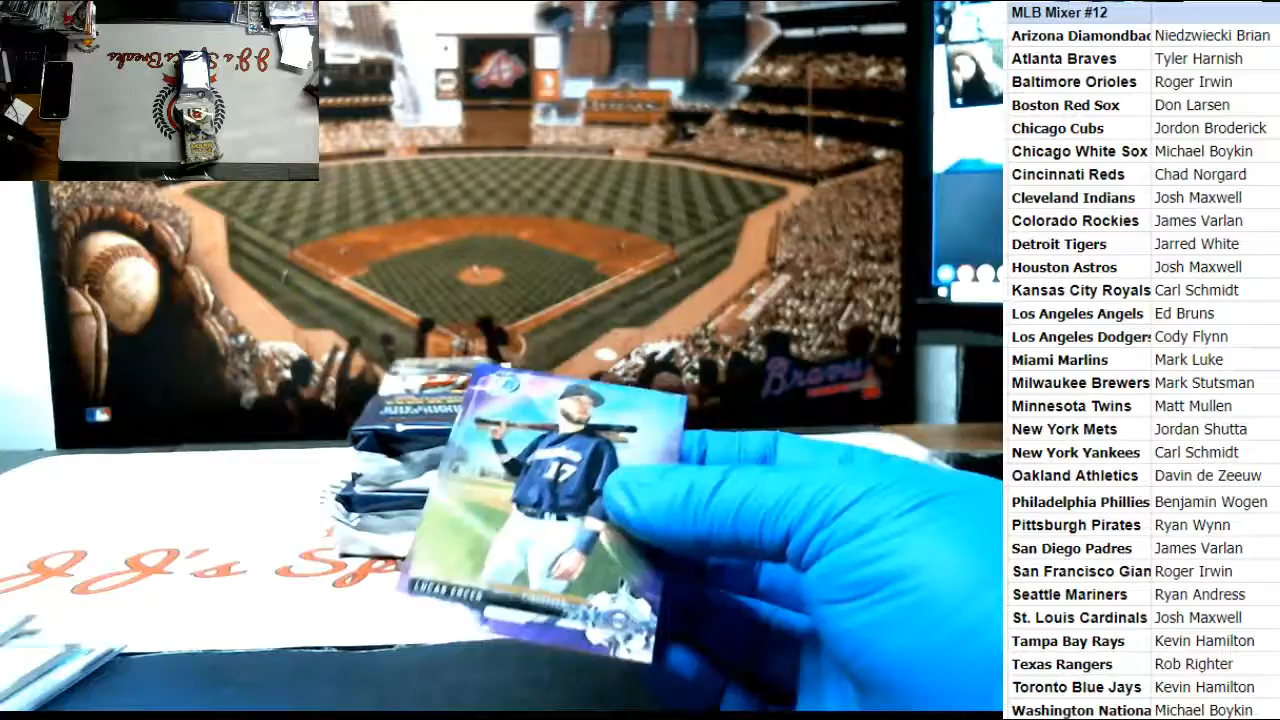 MLB Mixer #12
Arizona Diamondbac Niedzwiecki Brian
Atlanta Braves Tyler Harnish
Baltimore Orioles Roger Irwin
Boston Red Sox Don Larsen
Chicago Cubs Jordon Broderick
Chicago White Sox Michael Boykin
Cincinnati Reds Chad Norgard
Cleveland Indians Josh Maxwell
Colorado Rockies James Varlan
Detroit Tigers Jarred White
Houston Astros Josh Maxwell
Kansas City Royals Carl Schmidt
Los Angeles Angels Ed Bruns
Los Angeles Dodgers Cody Flynn
Miami Marlins Mark Luke
Milwaukee Brewers Mark Stutsman
Minnesota Twins Matt Mullen
New York Mets Jordan Shutta
New York Yankees Carl Schmidt
Oakland Athletics Davin de Zeeuw
Philadelphia Phillies Benjamin Wogen
Pittsburgh Pirates Ryan Wynn
San Diego Padres James Varlan
San Francisco Gian Roger Irwin
Seattle Mariners Ryan Andress
St. Louis Cardinals Josh Maxwell
Tampa Bay Rays Kevin Hamilton
Texas Rangers Rob Righter
Toronto Blue Jays Kevin Hamilton
Washington Nationa Michael Boykin
JJ's Sp
JJ's Breaks
Braves
17
LUCAS ERCEG